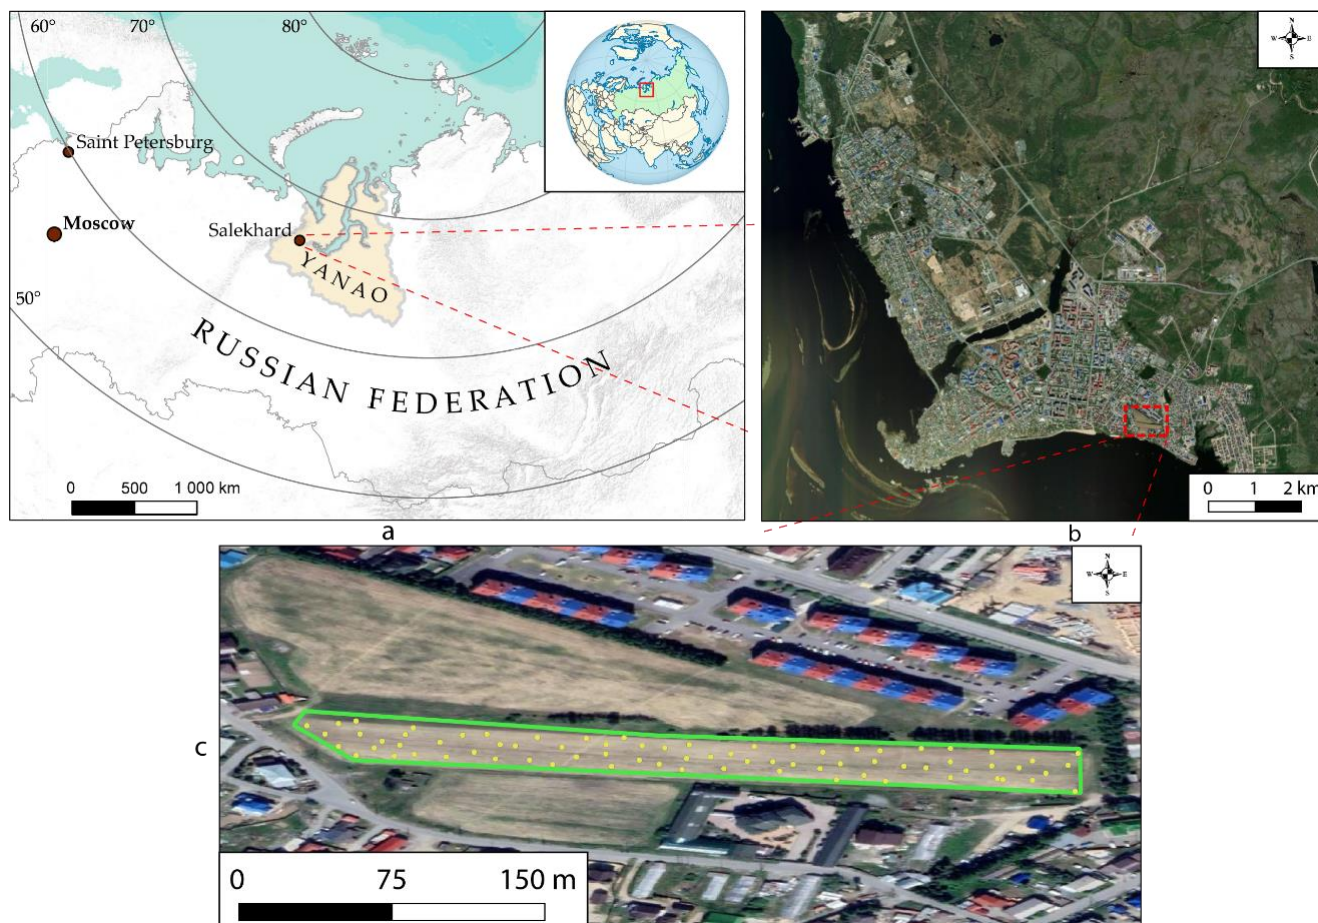 60°
70°
80°
Saint Petersburg
Moscow
Salekhard
YANAO
50°
RUSSIAN FEDERATION
0 500 1 000 km
a
N
W E
S
0 1 2 km
b
N
W E
S
c
0 75 150 m